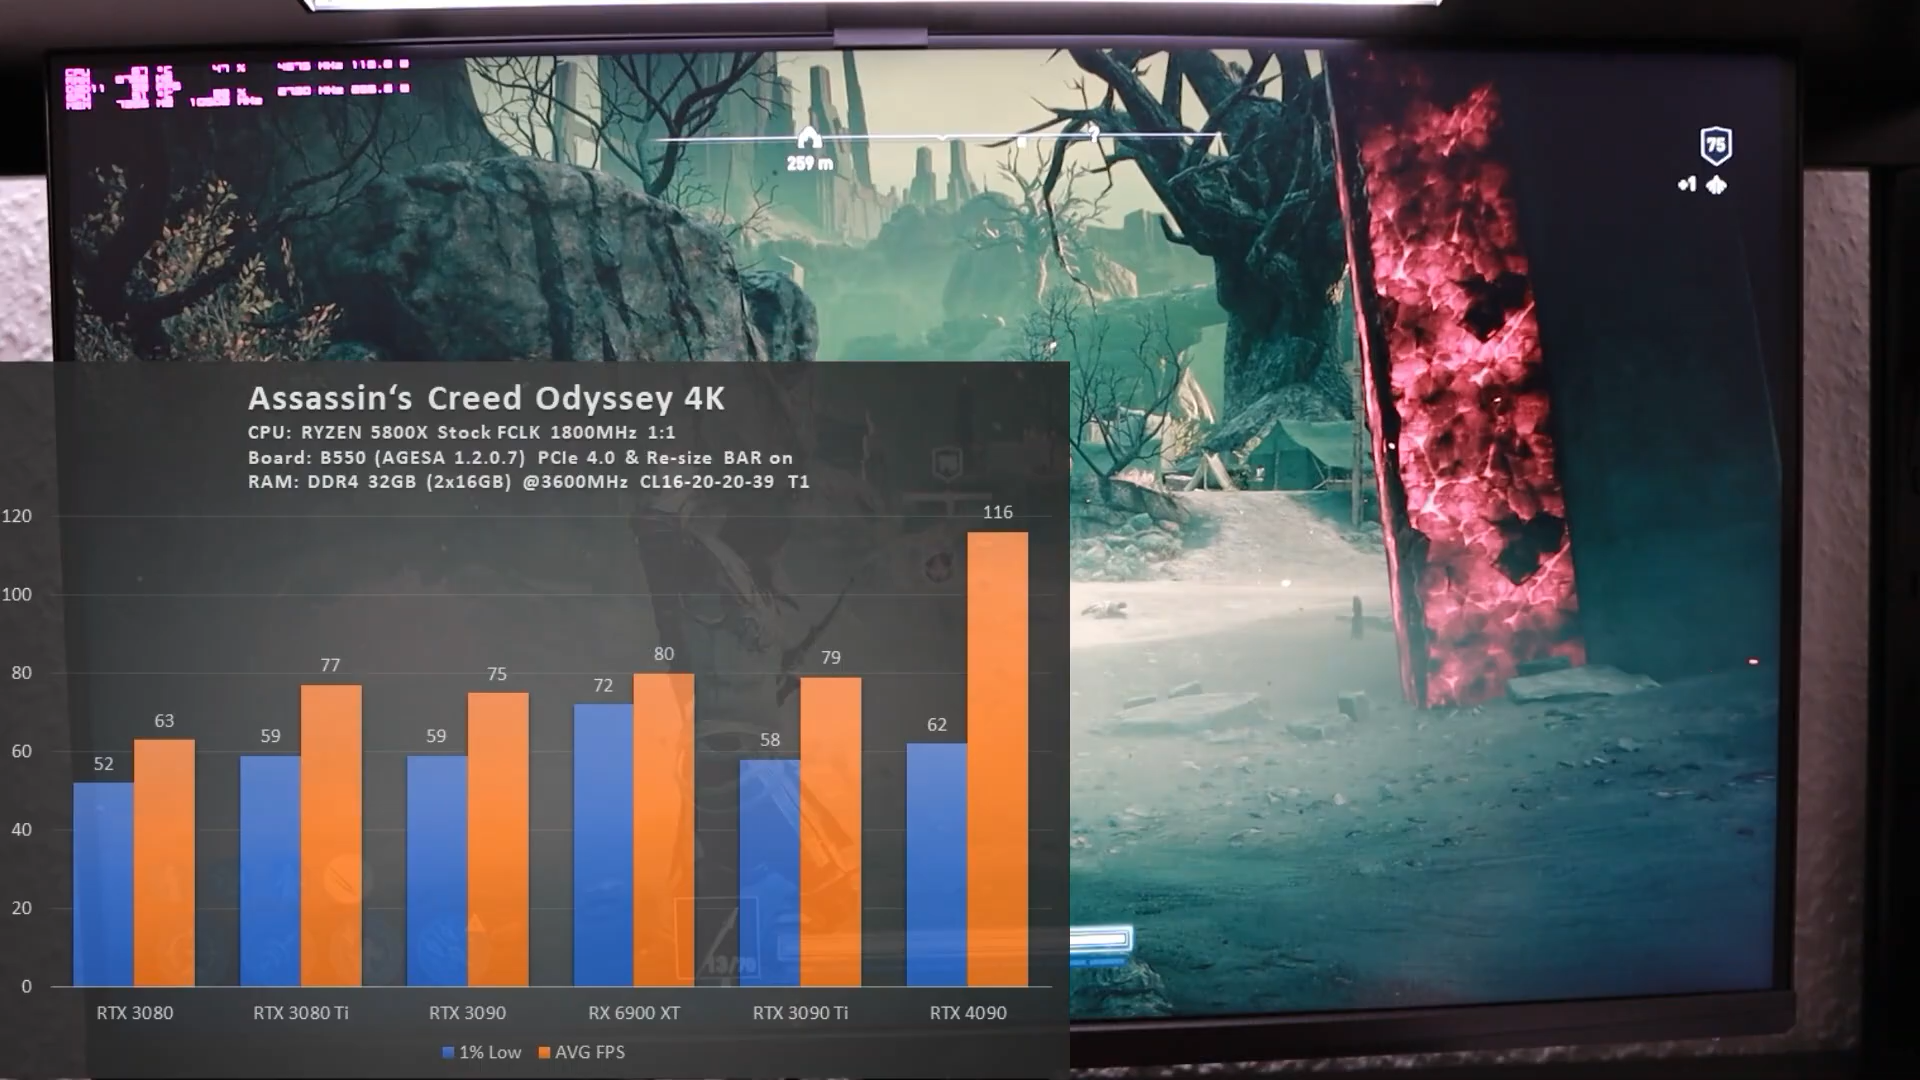 259 m
75
+1
Assassin‘s Creed Odyssey 4K
CPU: RYZEN 5800X Stock FCLK 1800MHz 1:1
Board: B550 (AGESA 1.2.0.7) PCIe 4.0 & Re-size BAR on
RAM: DDR4 32GB (2x16GB) @3600MHz CL16-20-20-39 T1
120
100
80
60
40
20
0
52
63
59
77
59
75
72
80
58
79
62
116
RTX 3080
RTX 3080 Ti
RTX 3090
RX 6900 XT
RTX 3090 Ti
RTX 4090
1% Low
AVG FPS